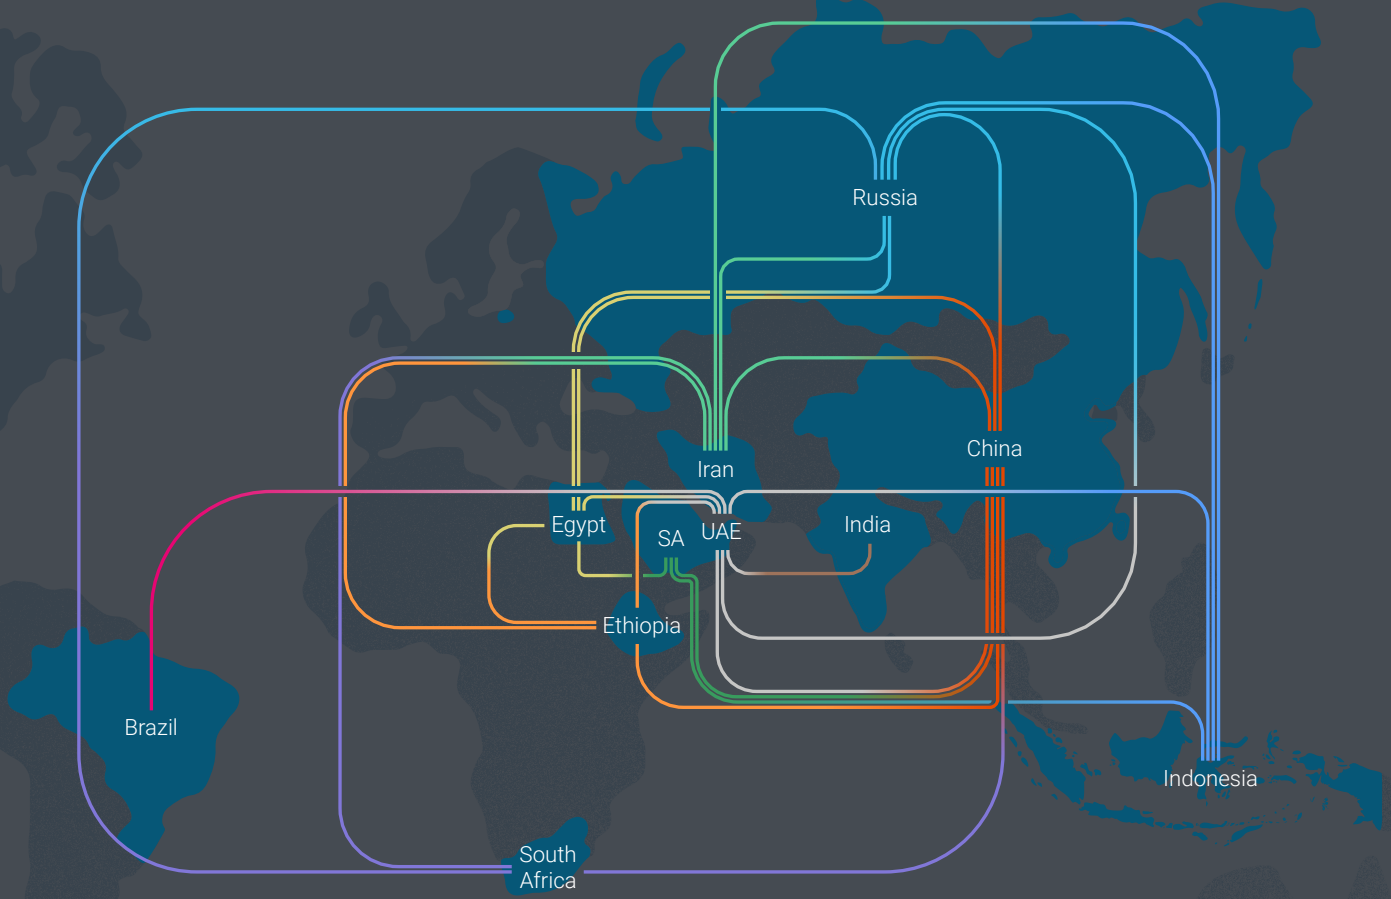 Russia
China
Iran
Egypt
SA
UAE
India
Ethiopia
Brazil
Indonesia
South
Africa